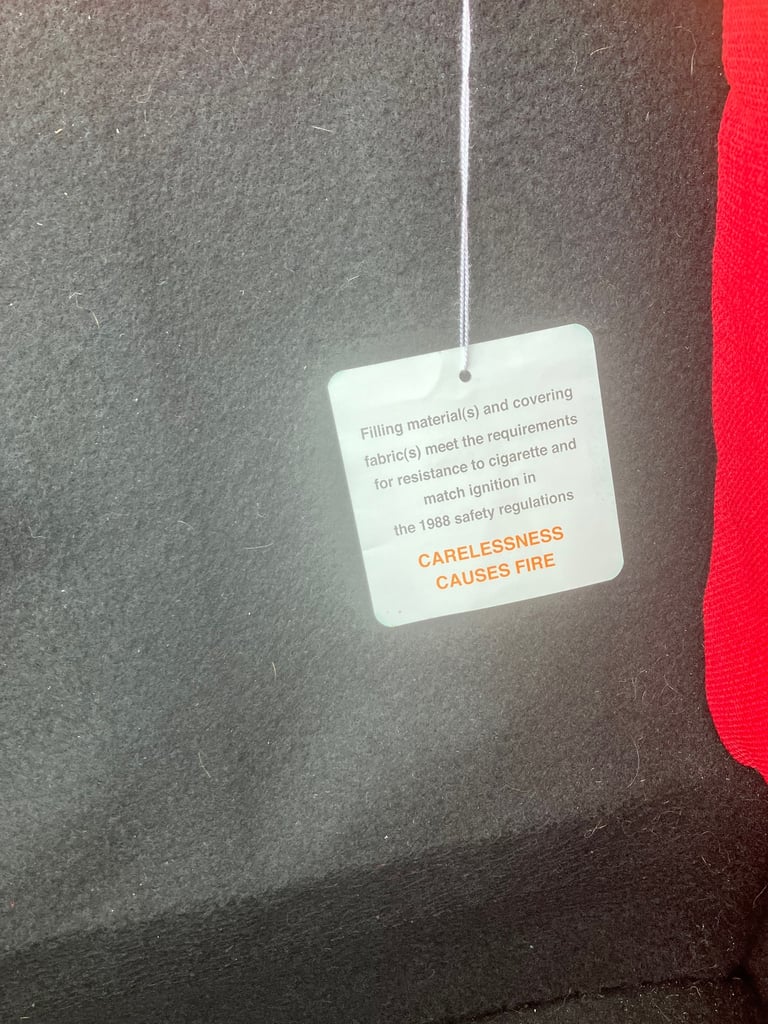 Filling material(s) and covering
fabric(s) meet the requirements
for resistance to cigarette and
match ignition in
the 1988 safety regulations
CARELESSNESS
CAUSES FIRE